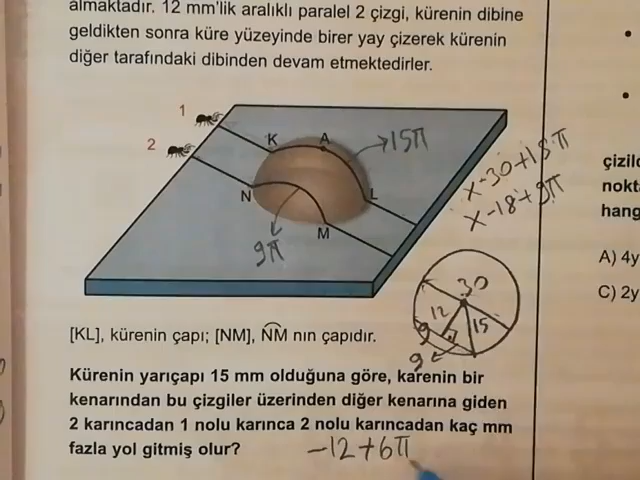 almaktadır. 12 mm'lik aralıklı paralel 2 çizgi, kürenin dibine
geldikten sonra küre yüzeyinde birer yay çizerek kürenin
diğer tarafındaki dibinden devam etmektedirler.
1
2
K
A
15π
N
L
M
9π
x-30+15π
x-18+9π
30
12
15
9
9
[KL], kürenin çapı; [NM], NM nın çapıdır.
Kürenin yarıçapı 15 mm olduğuna göre, karenin bir
kenarından bu çizgiler üzerinden diğer kenarına giden
2 karıncadan 1 nolu karınca 2 nolu karıncadan kaç mm
fazla yol gitmiş olur?
-12+6π
çizil
nokt
hang
A) 4y
C) 2y